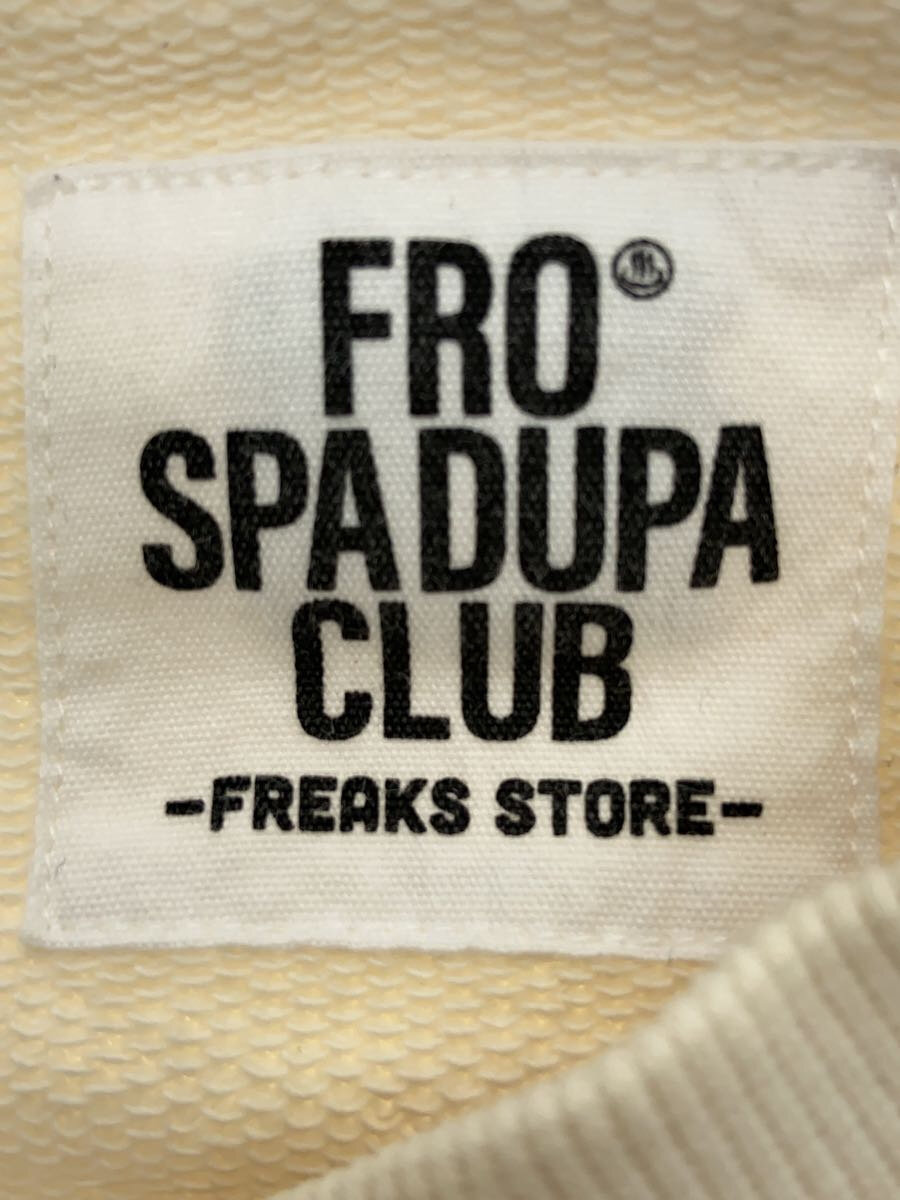 FRO
SPADUPA
CLUB
-FREAKS STORE-